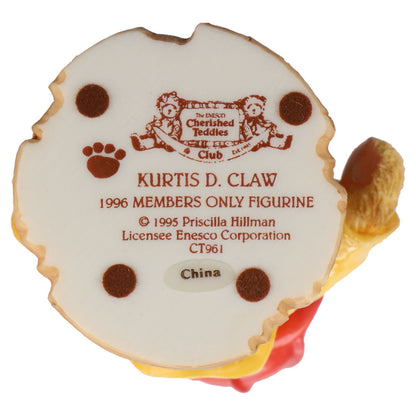 The ENESCO
Cherished
Teddies
Club
Est. 1995
KURTIS D. CLAW
1996 MEMBERS ONLY FIGURINE
© 1995 Priscilla Hillman
Licensee Enesco Corporation
CT961
China